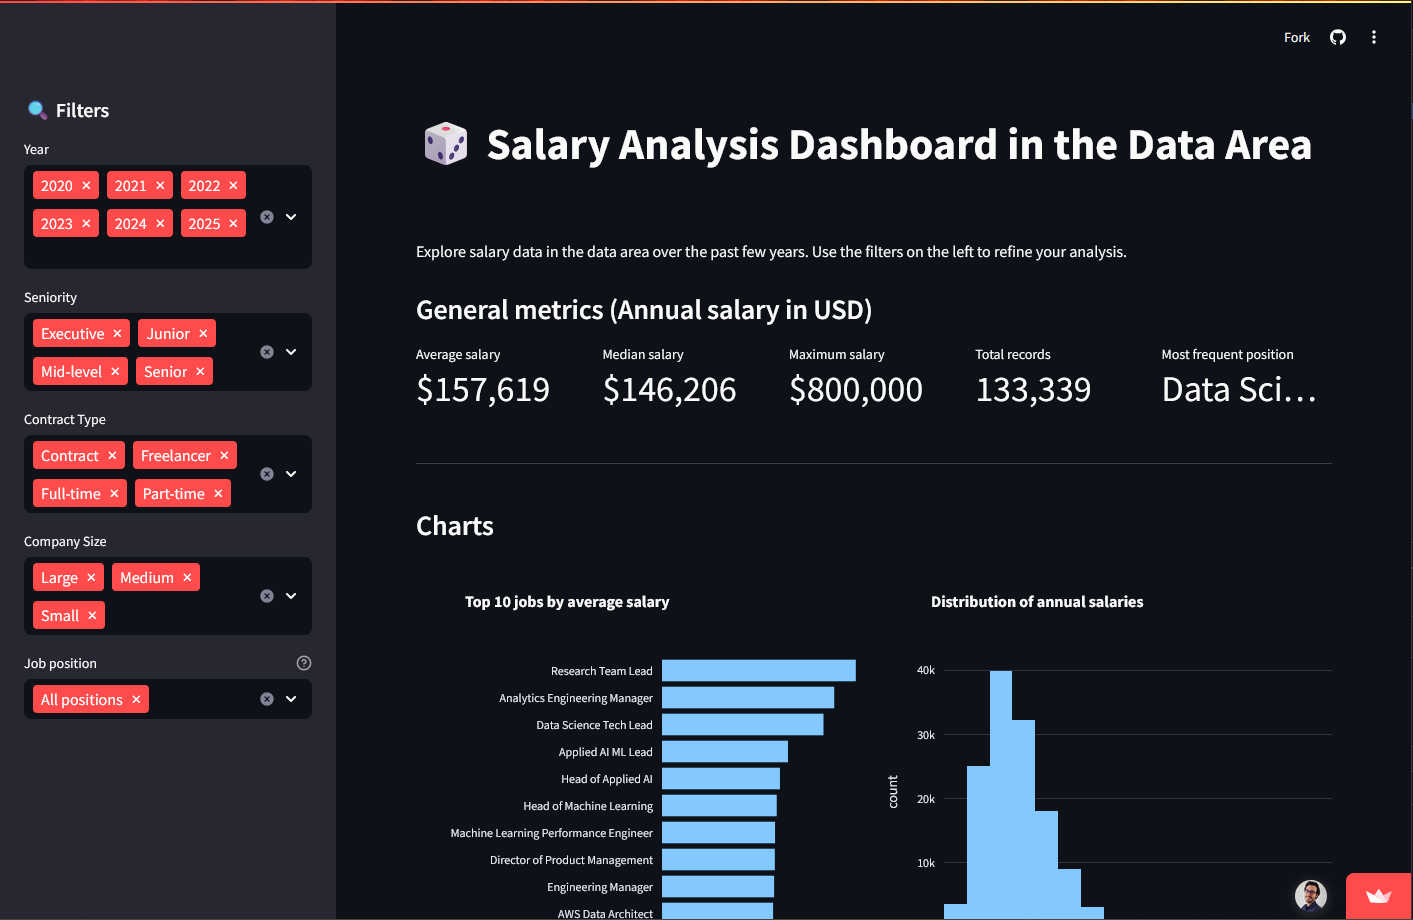 Fork
Filters
Year
2020 × 2021 × 2022 ×
2023 × 2024 × 2025 ×
Seniority
Executive × Junior ×
Mid-level × Senior ×
Contract Type
Contract × Freelancer ×
Full-time × Part-time ×
Company Size
Large × Medium ×
Small ×
Job position
All positions ×
Salary Analysis Dashboard in the Data Area
Explore salary data in the data area over the past few years. Use the filters on the left to refine your analysis.
General metrics (Annual salary in USD)
Average salary
$157,619
Median salary
$146,206
Maximum salary
$800,000
Total records
133,339
Most frequent position
Data Sci…
Charts
Top 10 jobs by average salary
Research Team Lead
Analytics Engineering Manager
Data Science Tech Lead
Applied AI ML Lead
Head of Applied AI
Head of Machine Learning
Machine Learning Performance Engineer
Director of Product Management
Engineering Manager
AWS Data Architect
Distribution of annual salaries
40k
30k
20k
10k
count